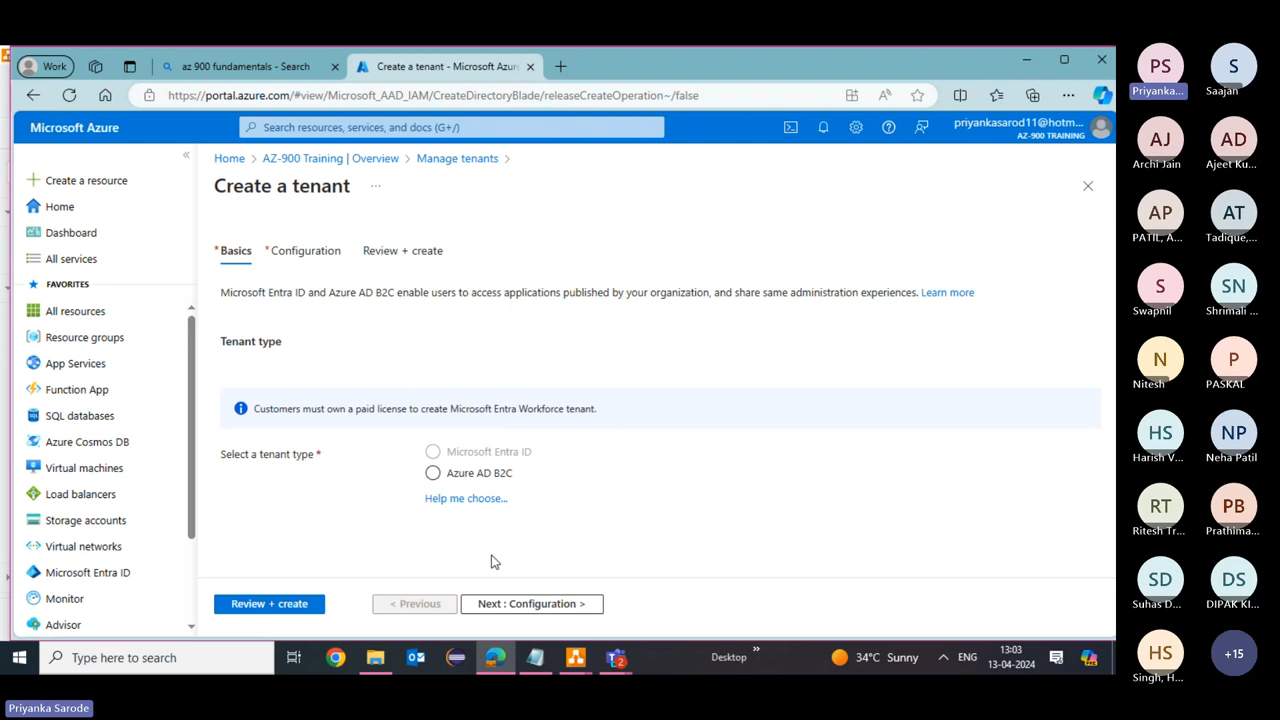 Work
az 900 fundamentals - Search
Create a tenant - Microsoft Azure
https://portal.azure.com/#view/Microsoft_AAD_IAM/CreateDirectoryBlade/releaseCreateOperation~/false
Microsoft Azure
Search resources, services, and docs (G+/)
priyankasarod11@hotm...
AZ-900 TRAINING
Home > AZ-900 Training | Overview > Manage tenants >
Create a tenant ...
Create a resource
Home
Dashboard
All services
FAVORITES
All resources
Resource groups
App Services
Function App
SQL databases
Azure Cosmos DB
Virtual machines
Load balancers
Storage accounts
Virtual networks
Microsoft Entra ID
Monitor
Advisor
* Basics * Configuration Review + create
Microsoft Entra ID and Azure AD B2C enable users to access applications published by your organization, and share same administration experiences. Learn more
Tenant type
Customers must own a paid license to create Microsoft Entra Workforce tenant.
Select a tenant type *
Microsoft Entra ID
Azure AD B2C
Help me choose...
Review + create
< Previous
Next : Configuration >
Type here to search
2
Desktop
34°C Sunny
ENG
13:03
13-04-2024
PS
Priyanka...
S
Saajan
AJ
Archi Jain
AD
Ajeet Ku...
AP
PATIL, A...
AT
Tadique,...
S
Swapnil
SN
Shrimali ...
N
Nitesh
P
PASKAL
HS
Harish V...
NP
Neha Patil
RT
Ritesh Tr...
PB
Prathima...
SD
Suhas D...
DS
DIPAK KI...
HS
Singh, H...
+15
Priyanka Sarode